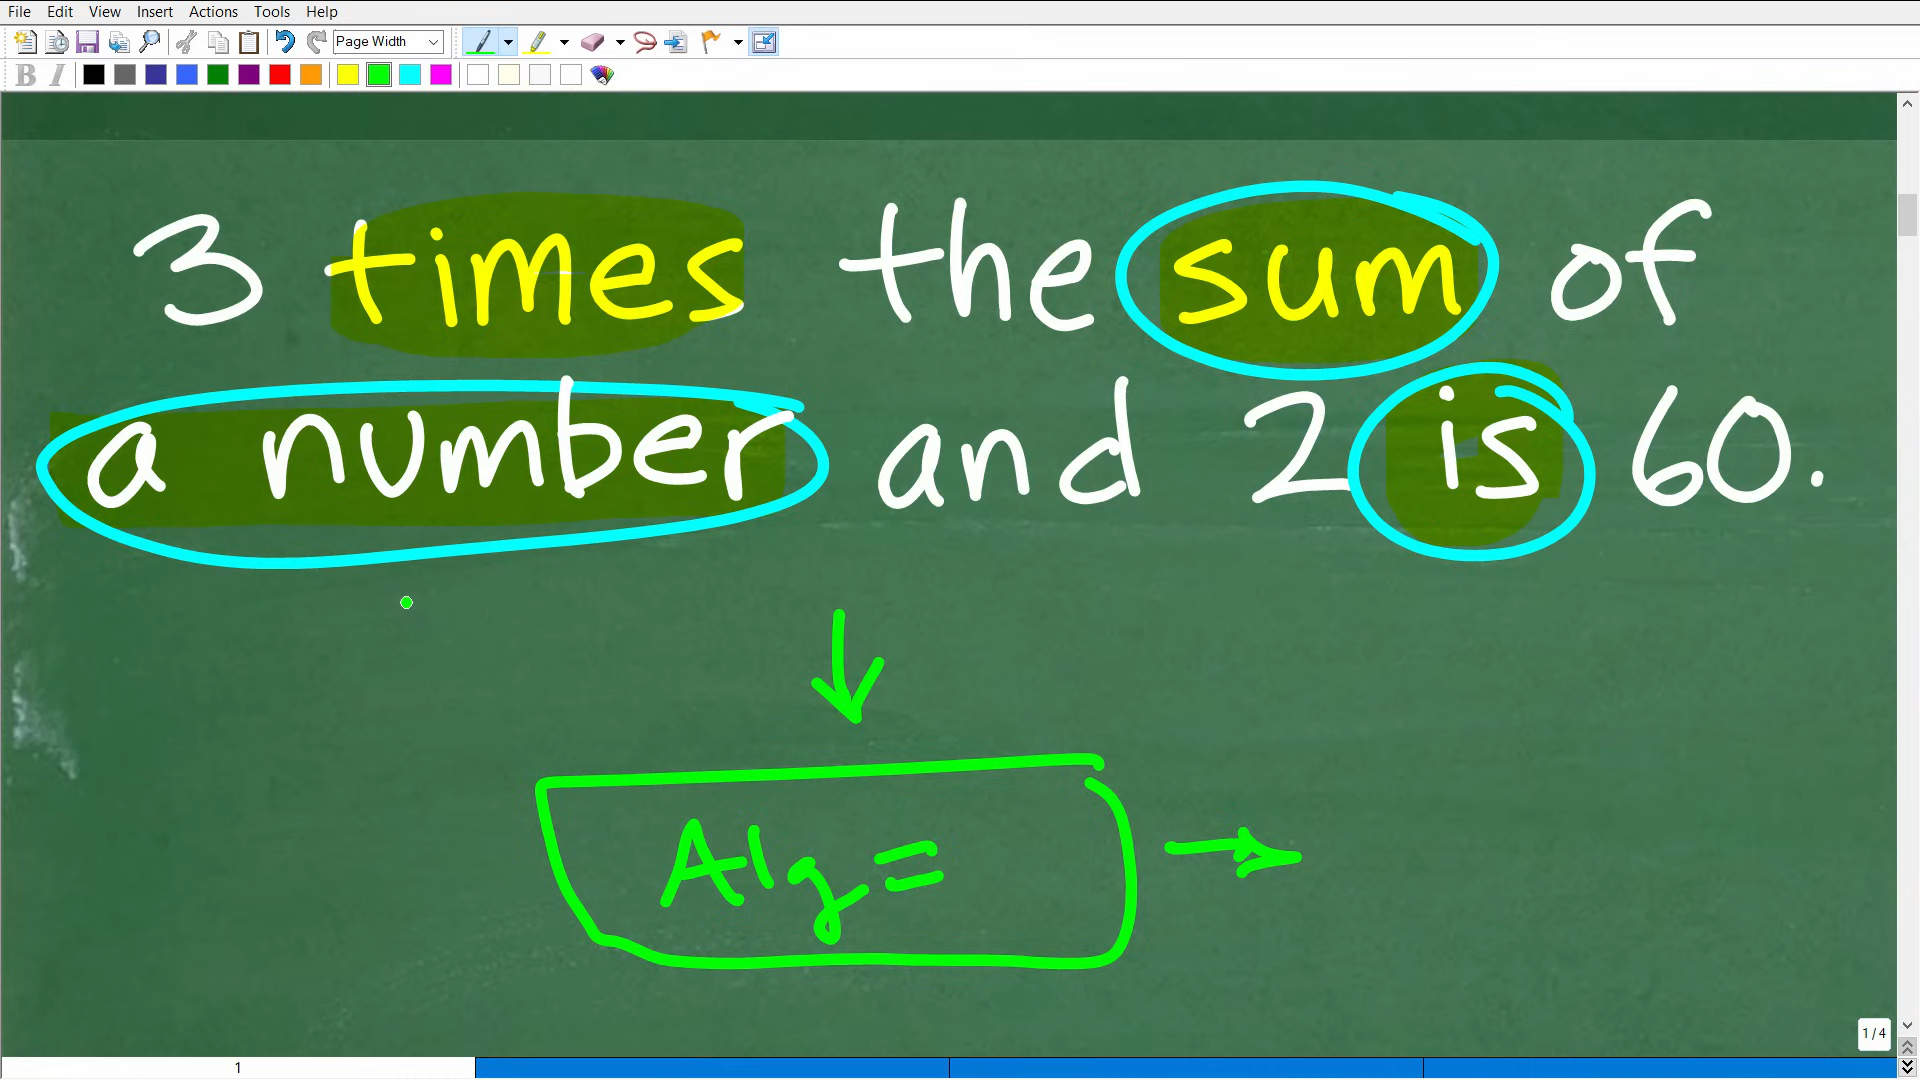 File Edit View Insert Actions Tools Help
Page Width
B I
3 times the sum of
a number and 2 is 60.
Alg =
1 / 4
1